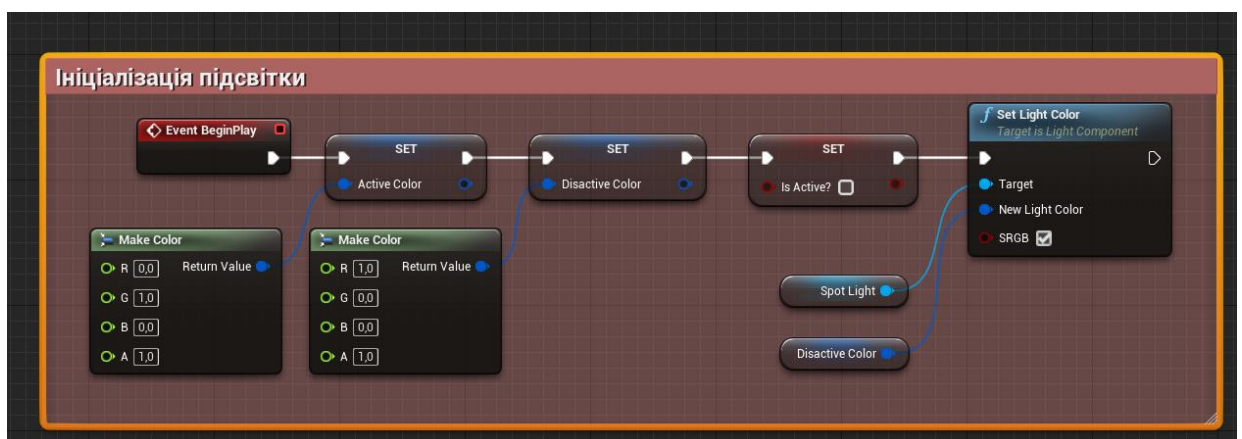 Ініціалізація підсвітки
Event BeginPlay
SET
Active Color
SET
Disactive Color
SET
Is Active?
f Set Light Color
Target is Light Component
Target
New Light Color
SRGB
Make Color
R 0,0 Return Value
G 1,0
B 0,0
A 1,0
Make Color
R 1,0 Return Value
G 0,0
B 0,0
A 1,0
Spot Light
Disactive Color